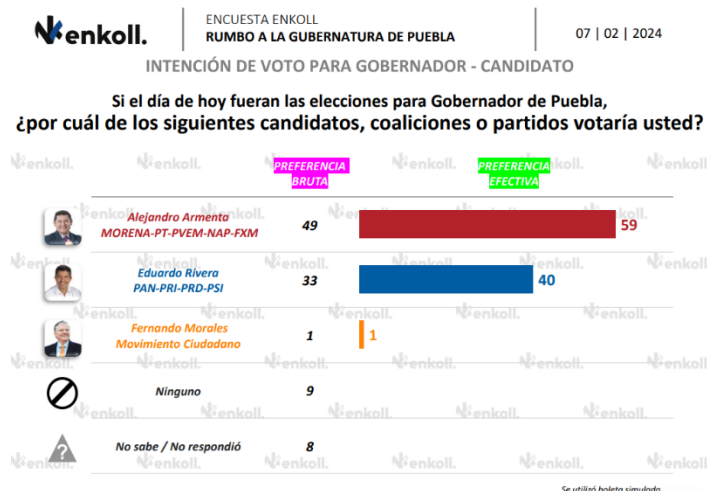 enkoll.
ENCUESTA ENKOLL
RUMBO A LA GUBERNATURA DE PUEBLA
07 | 02 | 2024
INTENCIÓN DE VOTO PARA GOBERNADOR - CANDIDATO
Si el día de hoy fueran las elecciones para Gobernador de Puebla,
¿por cuál de los siguientes candidatos, coaliciones o partidos votaría usted?
PREFERENCIA
BRUTA
PREFERENCIA
EFECTIVA
Alejandro Armenta
MORENA-PT-PVEM-NAP-FXM
49
59
Eduardo Rivera
PAN-PRI-PRD-PSI
33
40
Fernando Morales
Movimiento Ciudadano
1
1
Ninguno
9
No sabe / No respondió
8
Se utilizó boleta simulada